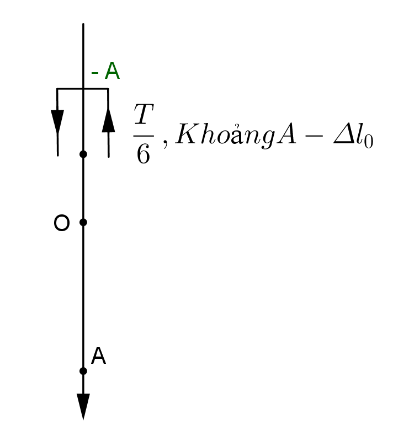 - A
T/6 , KhoảngA − Δl₀
O
A